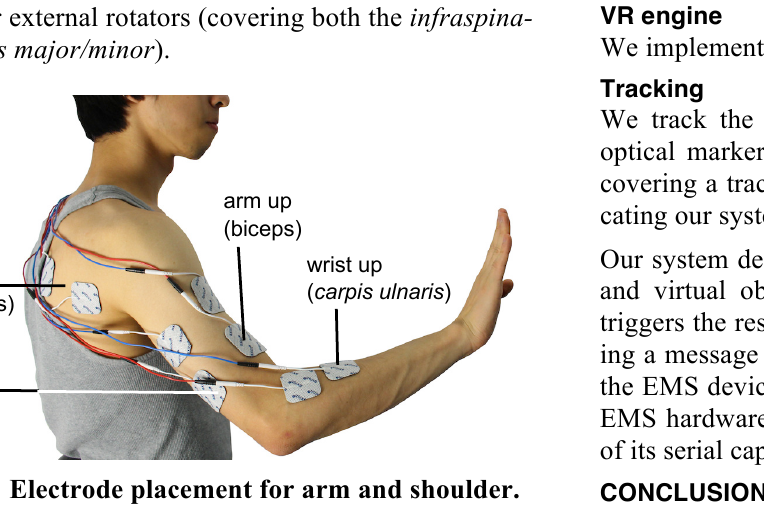 external rotators (covering both the infraspina-
major/minor).
arm up
(biceps)
wrist up
(carpis ulnaris)
Electrode placement for arm and shoulder.
VR engine
We implement
Tracking
We track the
optical marker
covering a trac
cating our syste
Our system de
and virtual ob
triggers the res
ing a message
the EMS devic
EMS hardware
of its serial cap
CONCLUSION